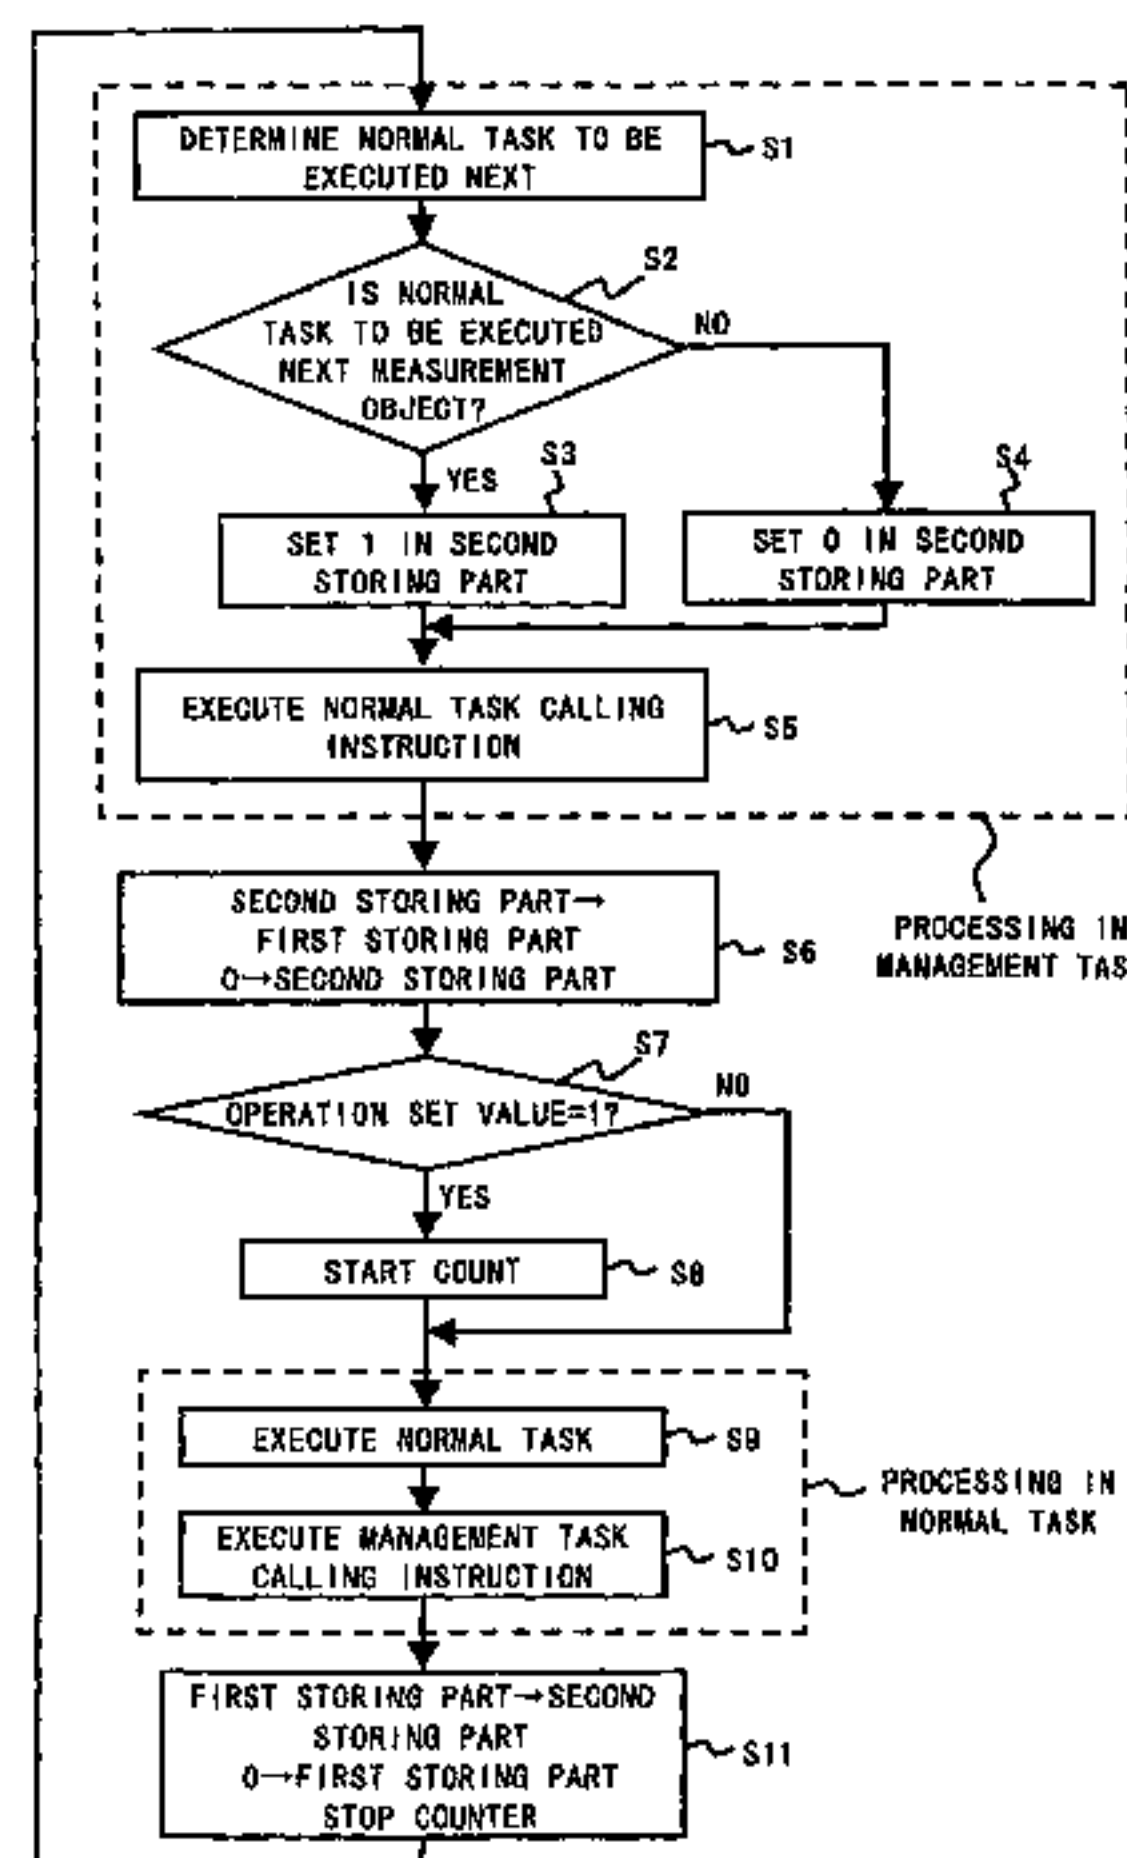 DETERMINE NORMAL TASK TO BE
EXECUTED NEXT
S1
S2
IS NORMAL
TASK TO BE EXECUTED
NEXT MEASUREMENT
OBJECT?
NO
YES
S3
S4
SET 1 IN SECOND
STORING PART
SET 0 IN SECOND
STORING PART
EXECUTE NORMAL TASK CALLING
INSTRUCTION
S5
SECOND STORING PART→
FIRST STORING PART
0→SECOND STORING PART
S6
PROCESSING IN
MANAGEMENT TAS
S7
OPERATION SET VALUE=1?
NO
YES
START COUNT
S8
EXECUTE NORMAL TASK
S9
EXECUTE MANAGEMENT TASK
CALLING INSTRUCTION
S10
PROCESSING IN
NORMAL TASK
FIRST STORING PART→SECOND
STORING PART
0→FIRST STORING PART
STOP COUNTER
S11